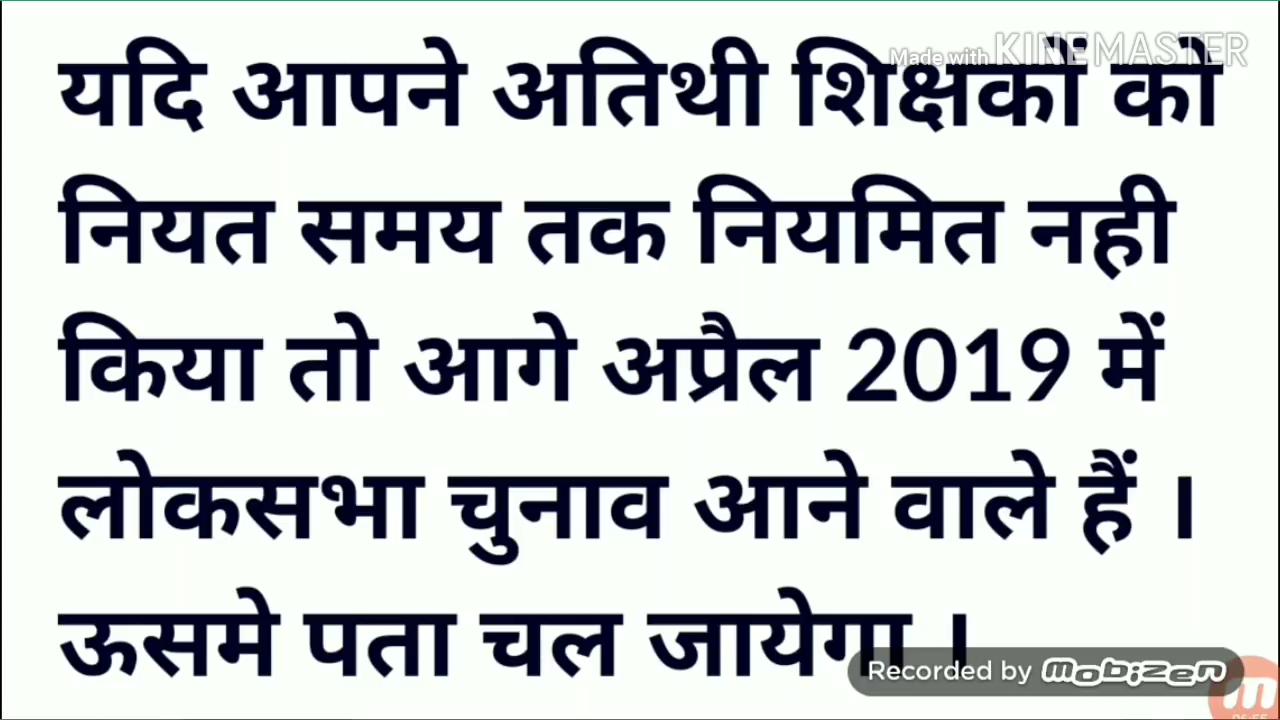 Made with KINEMASTER
यदि आपने अतिथी शिक्षकों को
नियत समय तक नियमित नही
किया तो आगे अप्रैल 2019 में
लोकसभा चुनाव आने वाले हैं ।
ऊसमे पता चल जायेगा ।
Recorded by mobizen